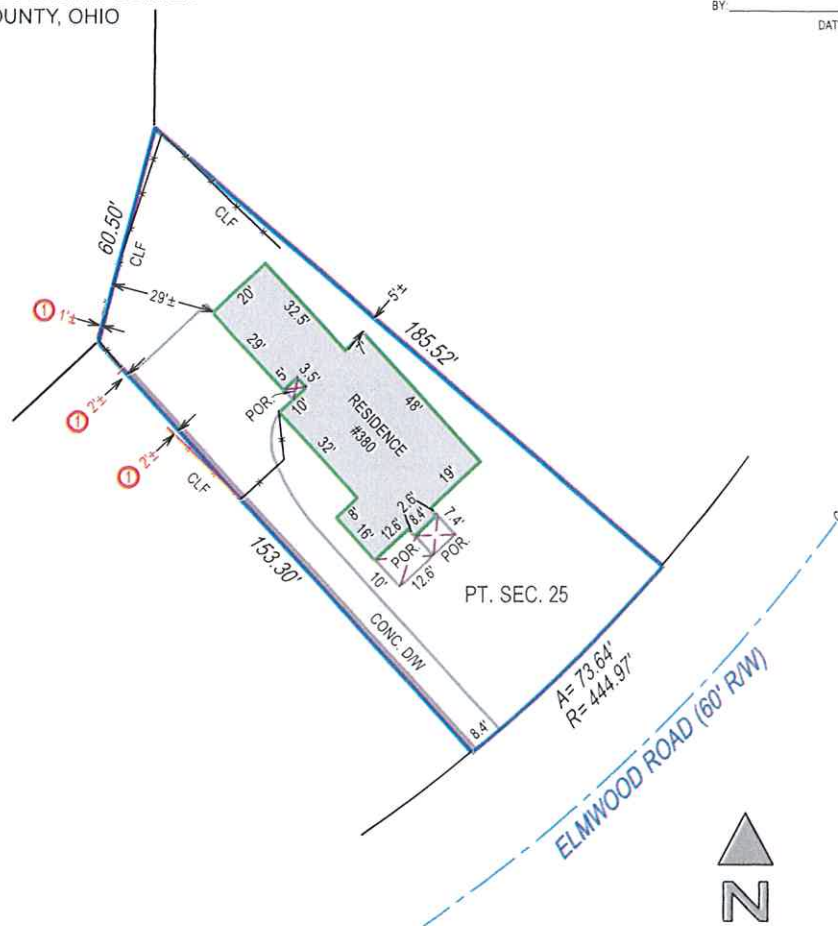 OUNTY, OHIO
BY:
DAT
60.50'
CLF
CLF
29'±
1 1'±
5'±
185.52'
20'
32.5'
29'
5'
3.5'
POR.
10'
1 2'±
1 2'±
CLF
48'
RESIDENCE
#380
32'
19'
8'
16'
12.6'
2.6'
8.4'
7.4'
POR.
POR.
10'
12.6'
153.30'
CONC. D/W
PT. SEC. 25
8.4'
A= 73.64'
R= 444.97'
ELMWOOD ROAD (60' R/W)
N